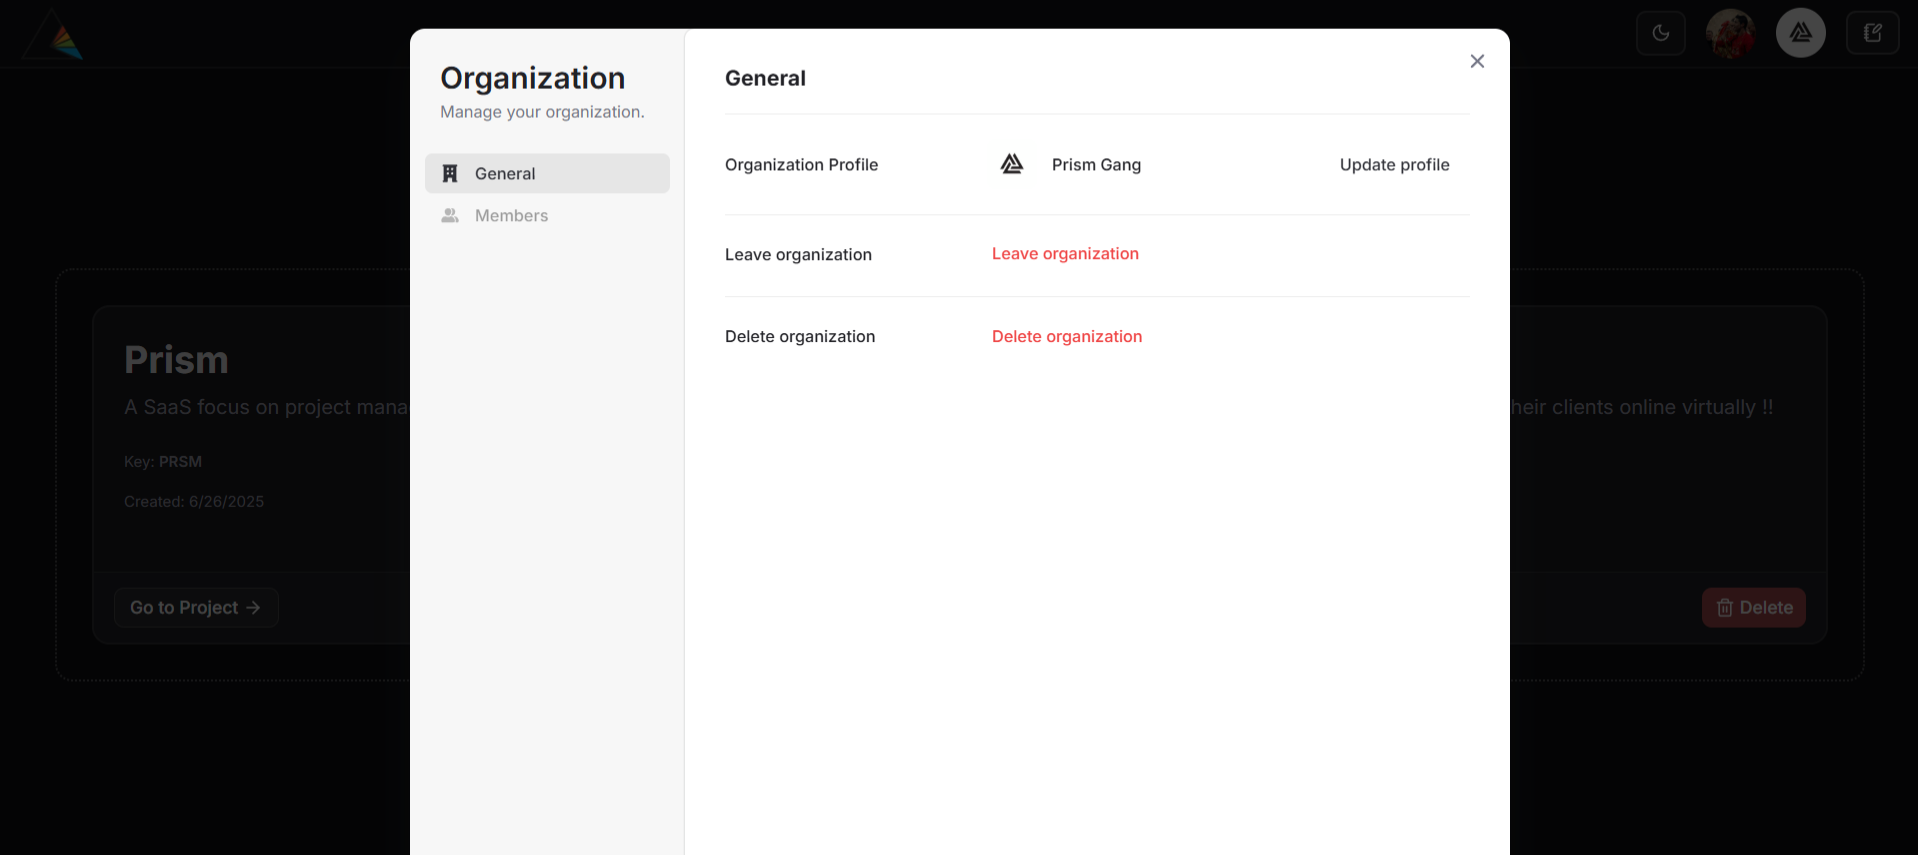 Organization
Manage your organization.
General
Members
General
Organization Profile
Prism Gang
Update profile
Leave organization
Leave organization
Delete organization
Delete organization
Prism
A SaaS focus on project mana
Key: PRSM
Created: 6/26/2025
Go to Project
heir clients online virtually !!
Delete